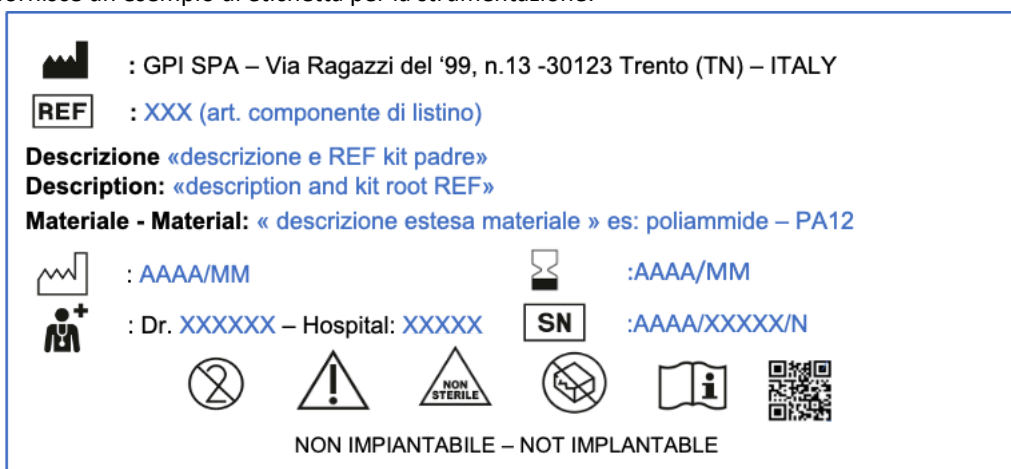 : GPI SPA – Via Ragazzi del ‘99, n.13 -30123 Trento (TN) – ITALY
REF : XXX (art. componente di listino)
Descrizione «descrizione e REF kit padre»
Description: «description and kit root REF»
Materiale - Material: « descrizione estesa materiale » es: poliammide – PA12
: AAAA/MM :AAAA/MM
: Dr. XXXXXX – Hospital: XXXXX SN :AAAA/XXXXX/N
2 NON STERILE i
NON IMPIANTABILE – NOT IMPLANTABLE